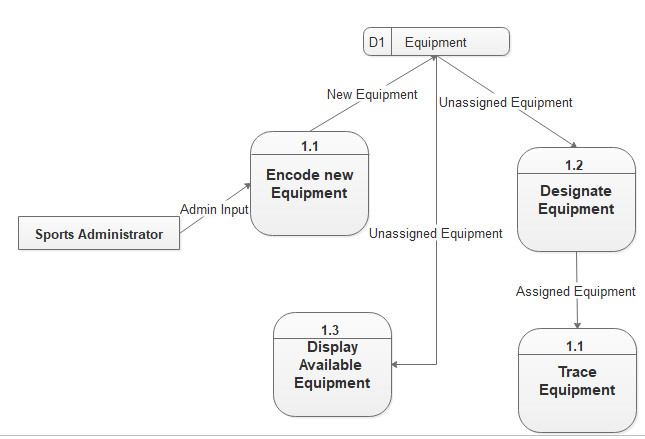 D1 Equipment
New Equipment
Unassigned Equipment
1.1
Encode new
Equipment
1.2
Designate
Equipment
Admin Input
Sports Administrator
Unassigned Equipment
Assigned Equipment
1.3
Display
Available
Equipment
1.1
Trace
Equipment